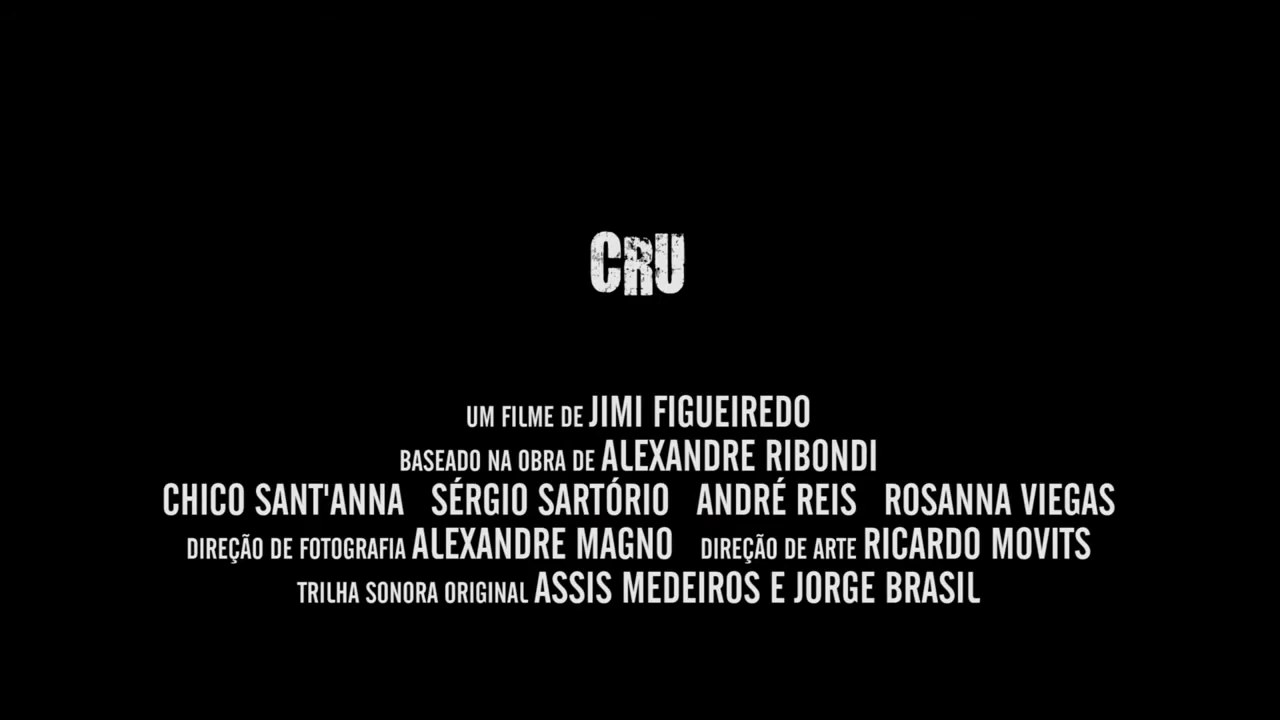 CRU
UM FILME DE JIMI FIGUEIREDO
BASEADO NA OBRA DE ALEXANDRE RIBONDI
CHICO SANT'ANNA SÉRGIO SARTÓRIO ANDRÉ REIS ROSANNA VIEGAS
DIREÇÃO DE FOTOGRAFIA ALEXANDRE MAGNO DIREÇÃO DE ARTE RICARDO MOVITS
TRILHA SONORA ORIGINAL ASSIS MEDEIROS E JORGE BRASIL